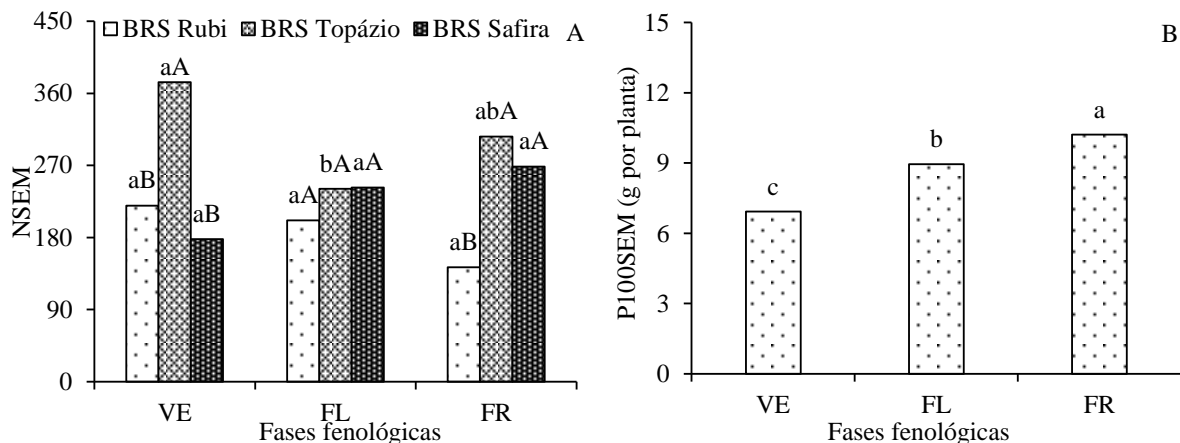 450
360
270
180
90
0
NSEM
BRS Rubi BRS Topázio BRS Safira
A
aB
aA
aB
aA
bA
aA
aB
abA
aA
VE FL FR
Fases fenológicas
15
12
9
6
3
0
P100SEM (g por planta)
B
c
b
a
VE FL FR
Fases fenológicas